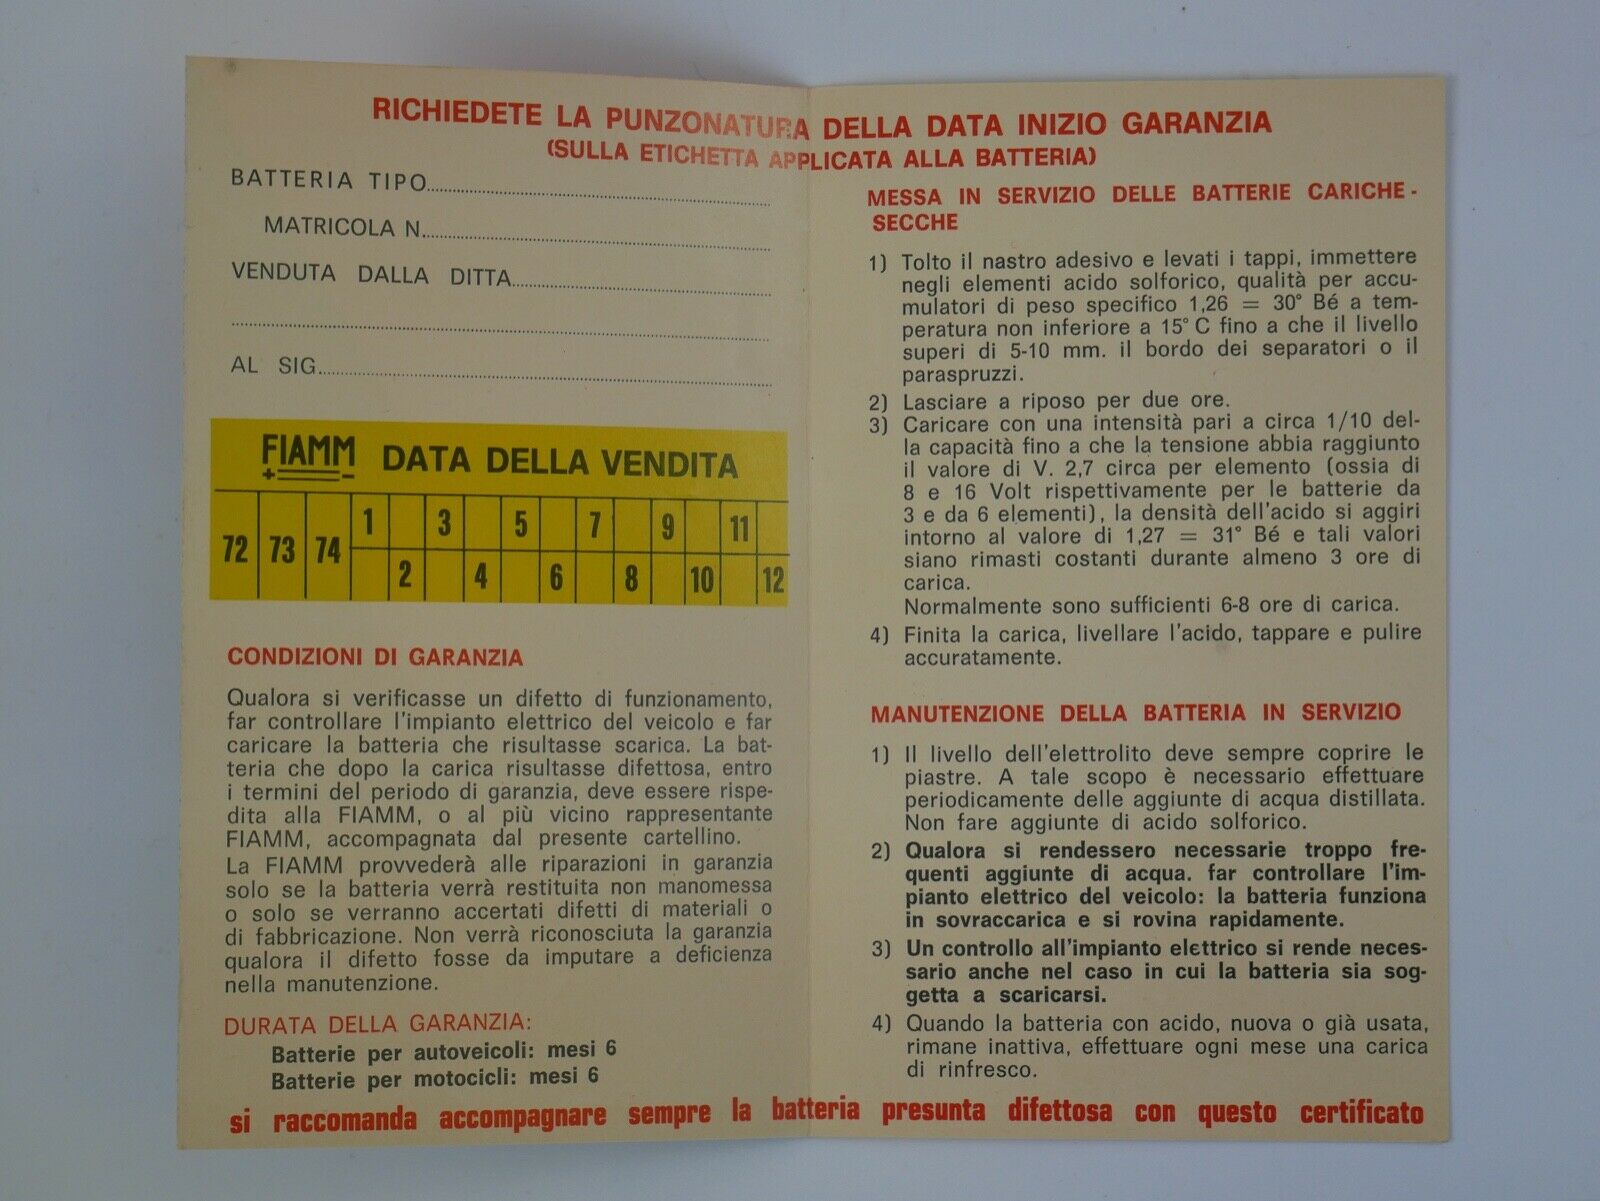 RICHIEDETE LA PUNZONATURA DELLA DATA INIZIO GARANZIA
(SULLA ETICHETTA APPLICATA ALLA BATTERIA)
BATTERIA TIPO
MATRICOLA N.
VENDUTA DALLA DITTA
AL SIG.
FIAMM DATA DELLA VENDITA
+ -
72 73 74 1 3 5 7 9 11
2 4 6 8 10 12
CONDIZIONI DI GARANZIA
Qualora si verificasse un difetto di funzionamento,
far controllare l'impianto elettrico del veicolo e far
caricare la batteria che risultasse scarica. La bat-
teria che dopo la carica risultasse difettosa, entro
i termini del periodo di garanzia, deve essere rispe-
dita alla FIAMM, o al più vicino rappresentante
FIAMM, accompagnata dal presente cartellino.
La FIAMM provvederà alle riparazioni in garanzia
solo se la batteria verrà restituita non manomessa
o solo se verranno accertati difetti di materiali o
di fabbricazione. Non verrà riconosciuta la garanzia
qualora il difetto fosse da imputare a deficienza
nella manutenzione.
DURATA DELLA GARANZIA:
Batterie per autoveicoli: mesi 6
Batterie per motocicli: mesi 6
MESSA IN SERVIZIO DELLE BATTERIE CARICHE-
SECCHE
1) Tolto il nastro adesivo e levati i tappi, immettere
negli elementi acido solforico, qualità per accu-
mulatori di peso specifico 1,26 = 30° Bé a tem-
peratura non inferiore a 15° C fino a che il livello
superi di 5-10 mm. il bordo dei separatori o il
paraspruzzi.
2) Lasciare a riposo per due ore.
3) Caricare con una intensità pari a circa 1/10 del-
la capacità fino a che la tensione abbia raggiunto
il valore di V. 2,7 circa per elemento (ossia di
8 e 16 Volt rispettivamente per le batterie da
3 e da 6 elementi), la densità dell'acido si aggiri
intorno al valore di 1,27 = 31° Bé e tali valori
siano rimasti costanti durante almeno 3 ore di
carica.
Normalmente sono sufficienti 6-8 ore di carica.
4) Finita la carica, livellare l'acido, tappare e pulire
accuratamente.
MANUTENZIONE DELLA BATTERIA IN SERVIZIO
1) Il livello dell'elettrolito deve sempre coprire le
piastre. A tale scopo è necessario effettuare
periodicamente delle aggiunte di acqua distillata.
Non fare aggiunte di acido solforico.
2) Qualora si rendessero necessarie troppo fre-
quenti aggiunte di acqua. far controllare l'im-
pianto elettrico del veicolo: la batteria funziona
in sovraccarica e si rovina rapidamente.
3) Un controllo all'impianto elettrico si rende neces-
sario anche nel caso in cui la batteria sia sog-
getta a scaricarsi.
4) Quando la batteria con acido, nuova o già usata,
rimane inattiva, effettuare ogni mese una carica
di rinfresco.
si raccomanda accompagnare sempre la batteria presunta difettosa con questo certificato